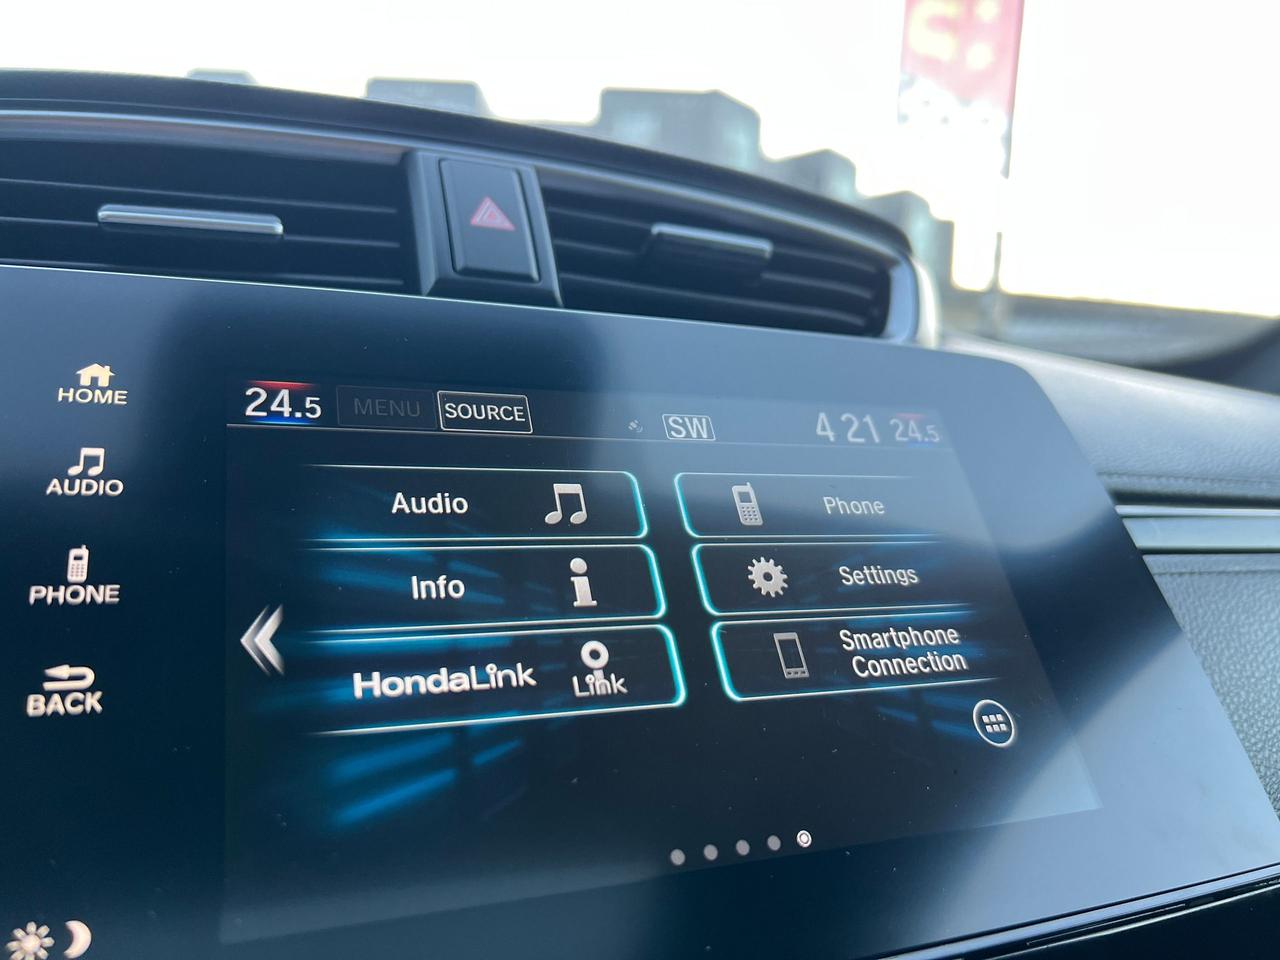 HOME
AUDIO
PHONE
BACK
24.5 MENU SOURCE SW 4 21 24.5
Audio
Phone
Info
Settings
HondaLink
Link
Smartphone
Connection